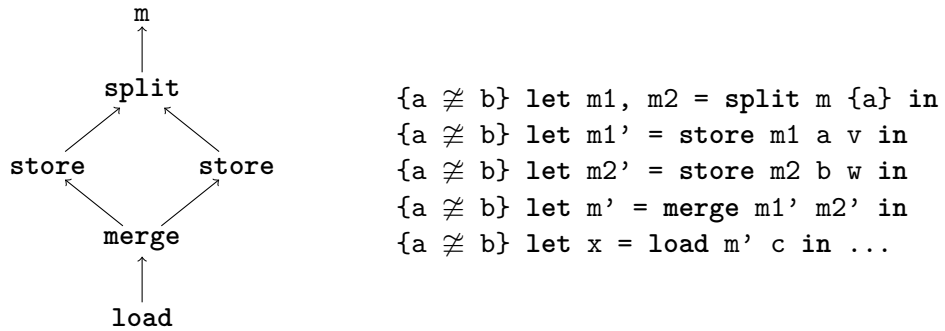 m
split
store store
merge
load
{a ≇ b} let m1, m2 = split m {a} in
{a ≇ b} let m1' = store m1 a v in
{a ≇ b} let m2' = store m2 b w in
{a ≇ b} let m' = merge m1' m2' in
{a ≇ b} let x = load m' c in ...